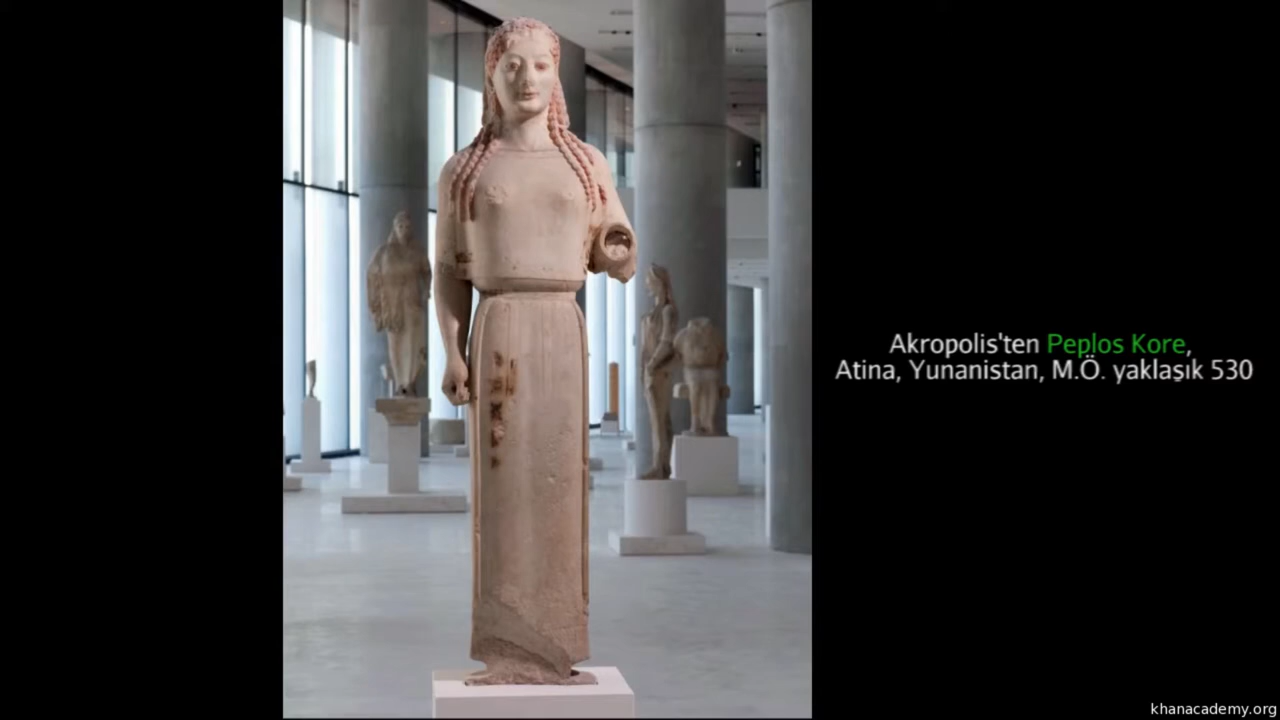 Akropolis'ten Peplos Kore,
Atina, Yunanistan, M.Ö. yaklaşık 530
khanacademy.org